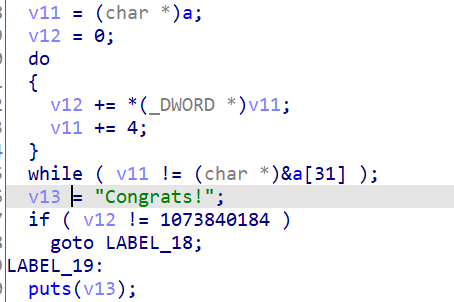 v11 = (char *)a;
v12 = 0;
do
{
v12 += *(_DWORD *)v11;
v11 += 4;
}
while ( v11 != (char *)&a[31] );
v13 = "Congrats!";
if ( v12 != 1073840184 )
goto LABEL_18;
LABEL_19:
puts(v13);